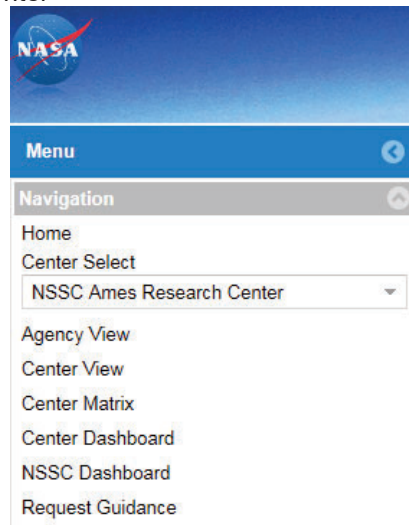 NASA
Menu
Navigation
Home
Center Select
NSSC Ames Research Center
Agency View
Center View
Center Matrix
Center Dashboard
NSSC Dashboard
Request Guidance